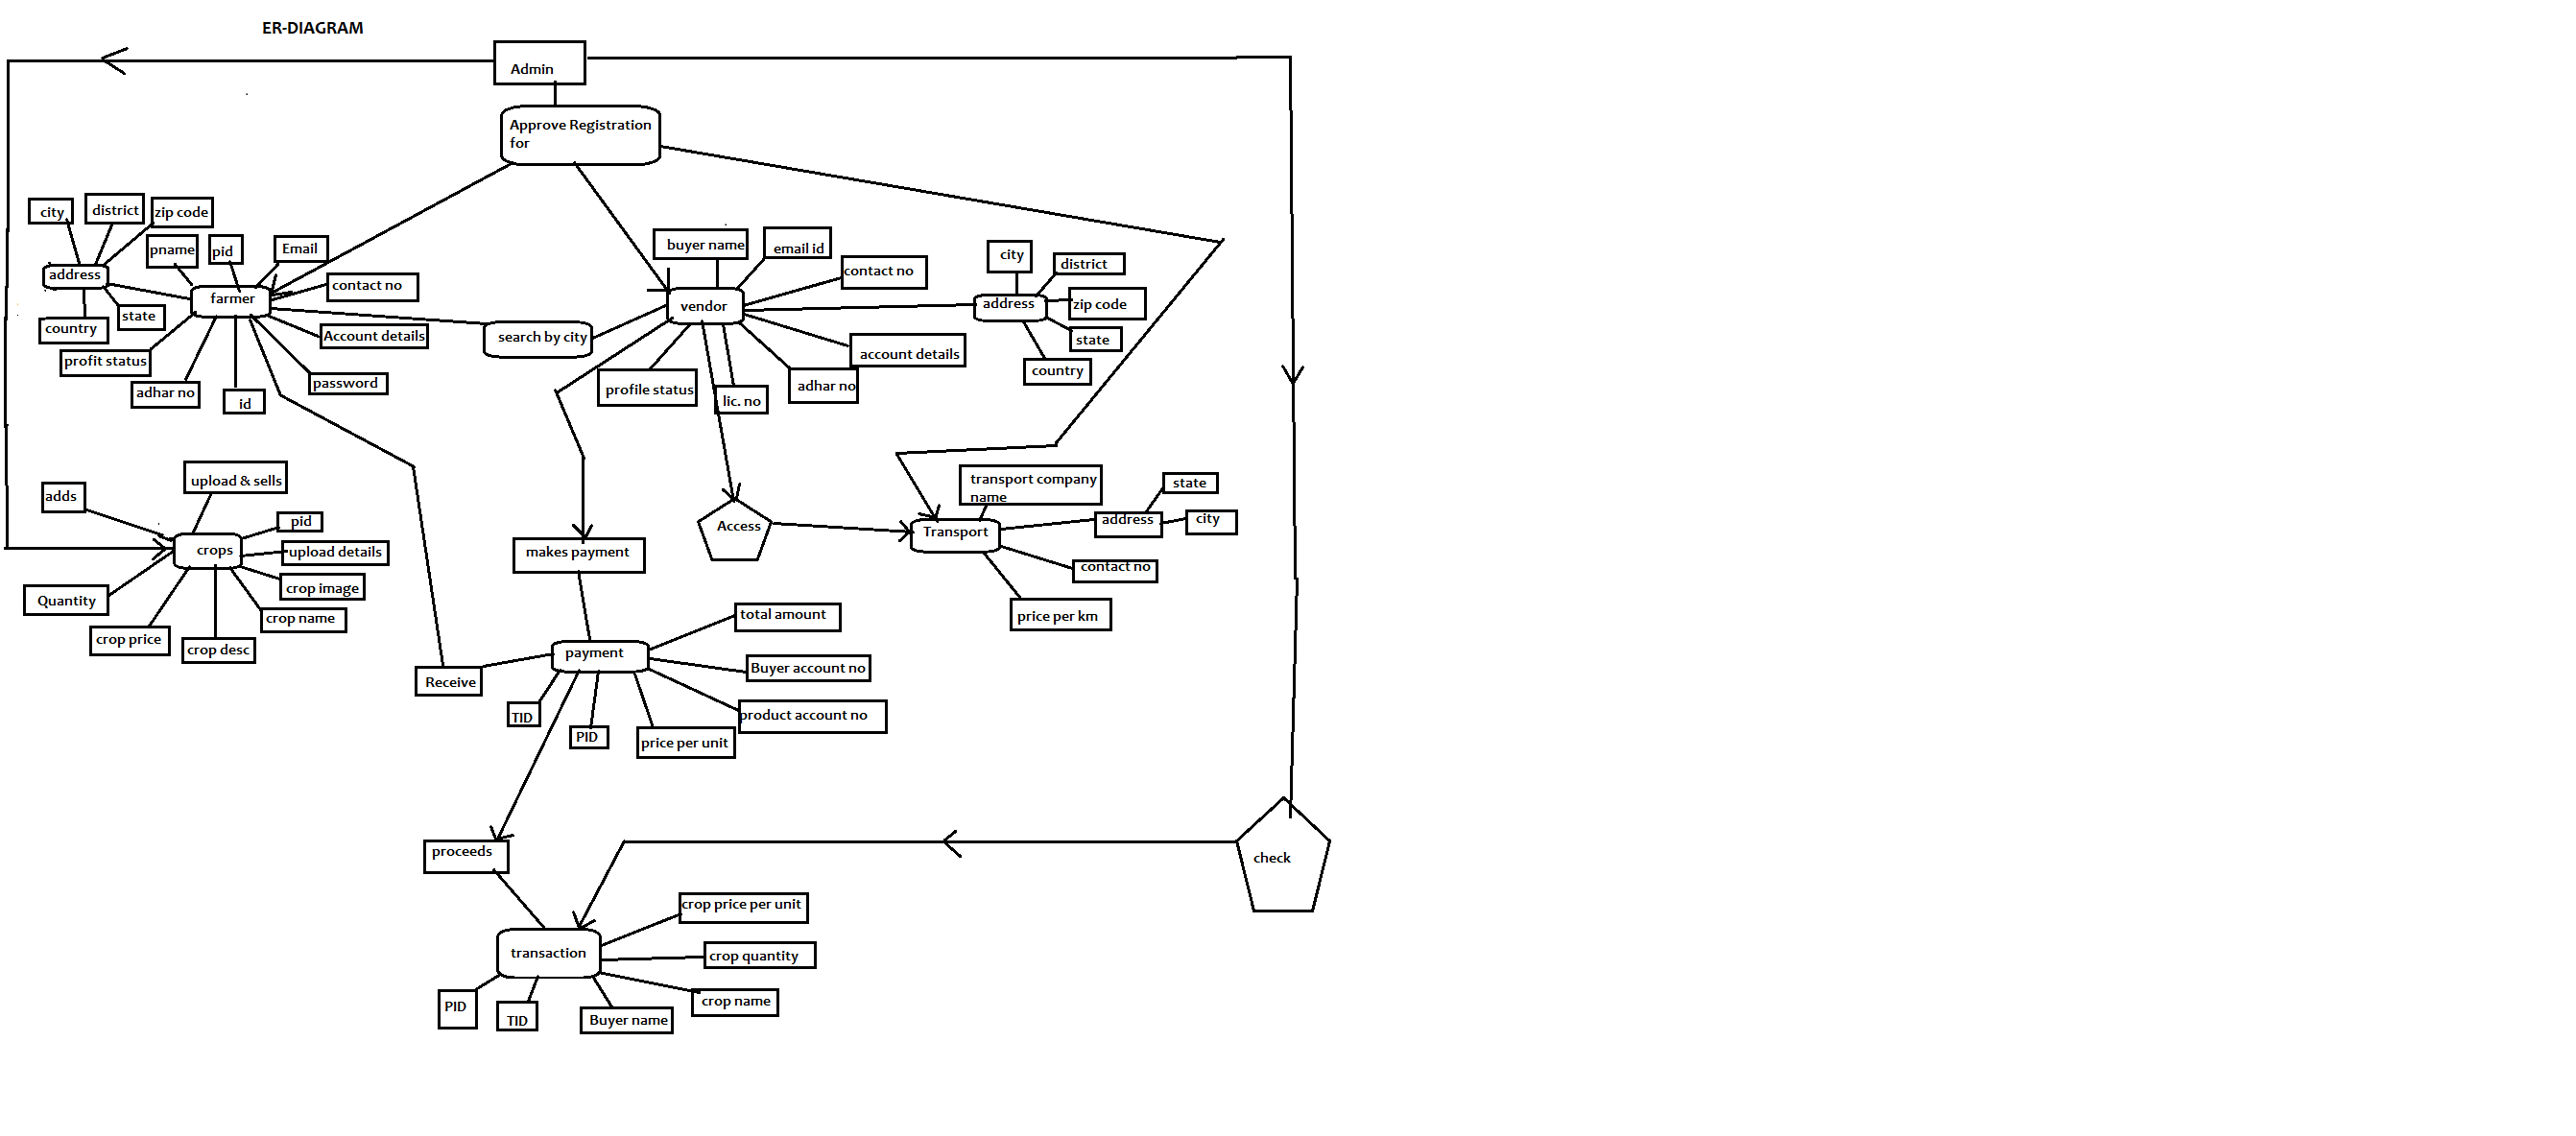 ER-DIAGRAM
Admin
Approve Registration
for
city
district
zip code
pname
pid
Email
address
farmer
contact no
country
state
Account details
profit status
adhar no
id
password
search by city
buyer name
email id
contact no
vendor
account details
profile status
lic. no
adhar no
city
district
address
zip code
state
country
adds
upload & sells
pid
crops
upload details
crop image
Quantity
crop name
crop price
crop desc
makes payment
Access
transport company
name
Transport
address
state
city
contact no
price per km
Receive
payment
total amount
Buyer account no
product account no
TID
PID
price per unit
proceeds
check
transaction
crop price per unit
crop quantity
crop name
PID
TID
Buyer name